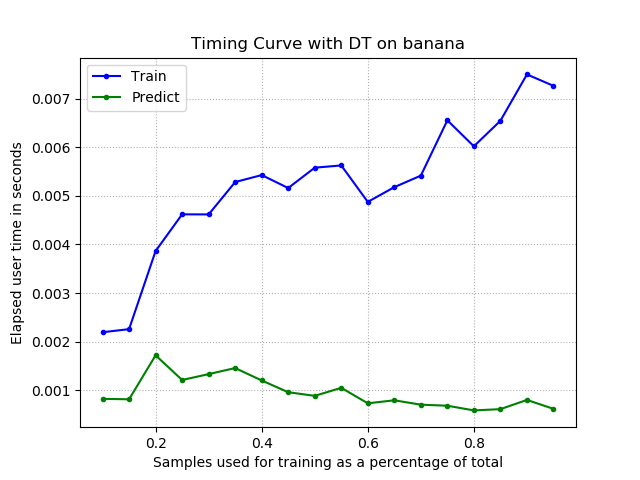 Timing Curve with DT on banana
Train
Predict
Elapsed user time in seconds
0.007
0.006
0.005
0.004
0.003
0.002
0.001
0.2 0.4 0.6 0.8
Samples used for training as a percentage of total